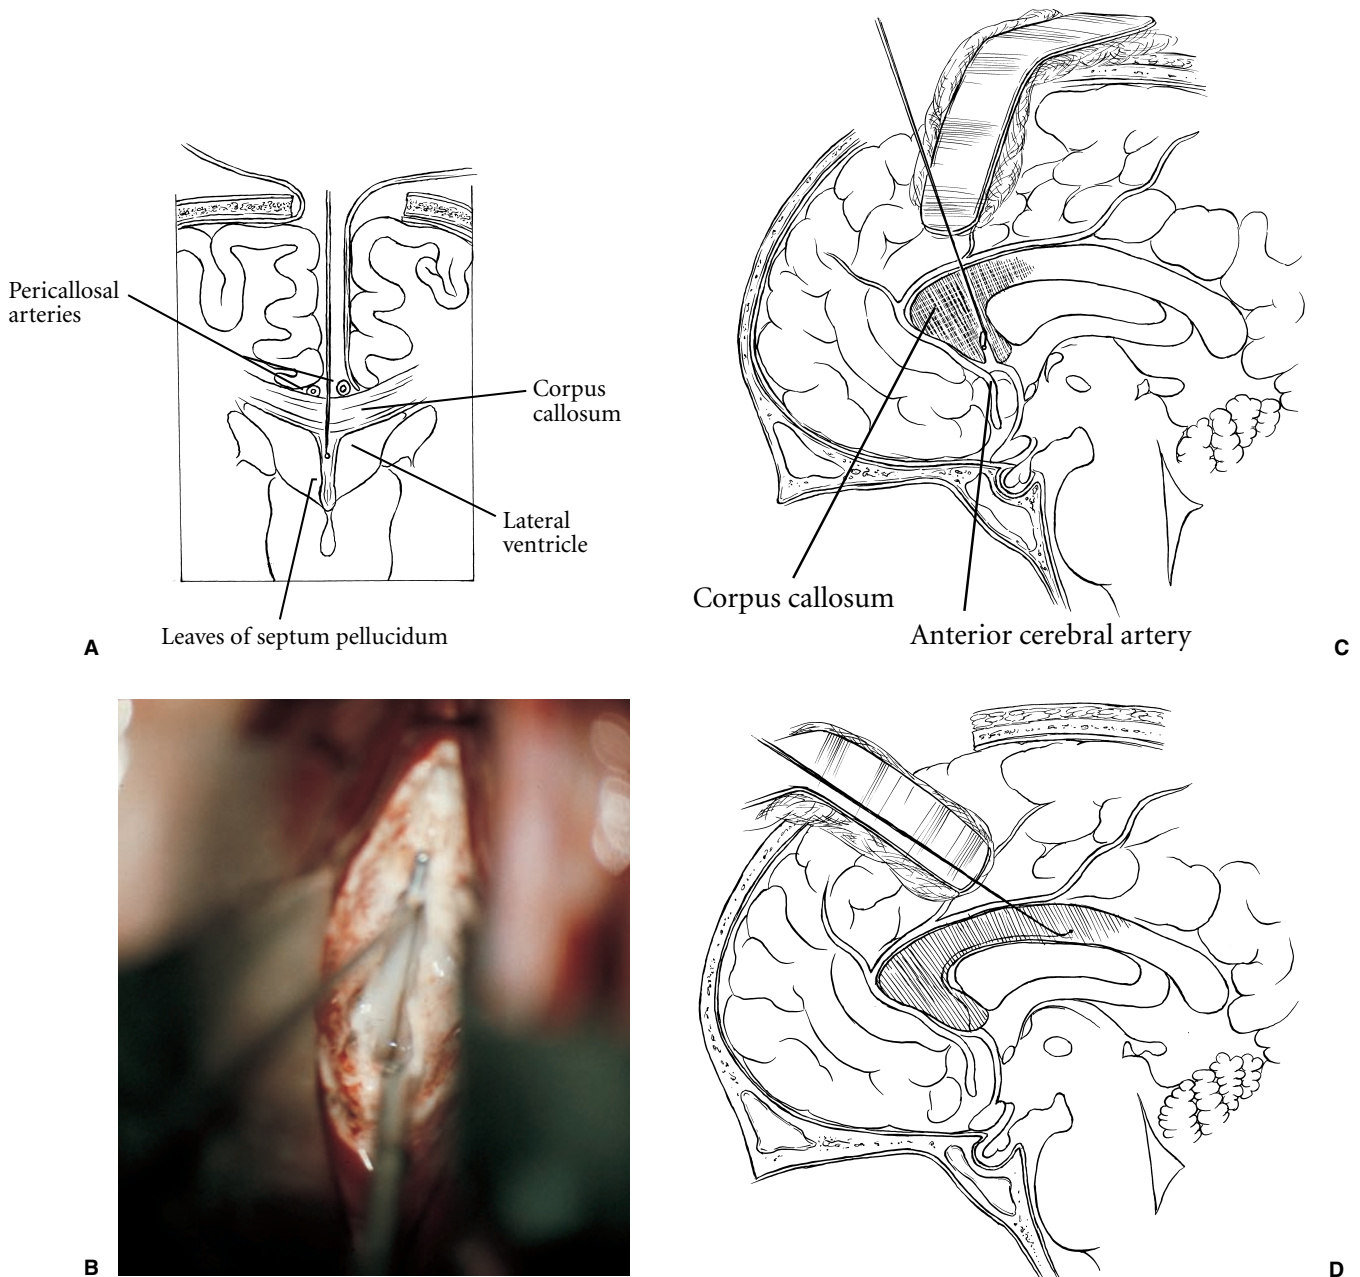 Pericallosal
arteries
Corpus
callosum
Lateral
ventricle
Leaves of septum pellucidum
A
Corpus callosum
Anterior cerebral artery
C
B
D